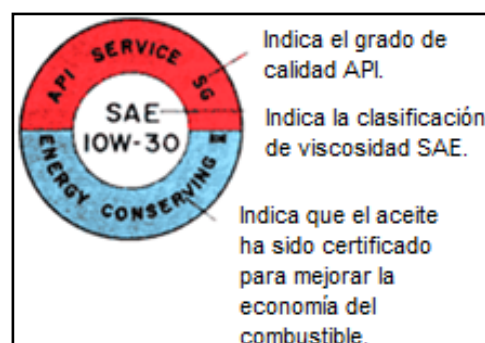 API SERVICE SG
SAE
10W-30
ENERGY CONSERVING II
Indica el grado de
calidad API.
Indica la clasificación
de viscosidad SAE.
Indica que el aceite
ha sido certificado
para mejorar la
economía del
combustible.